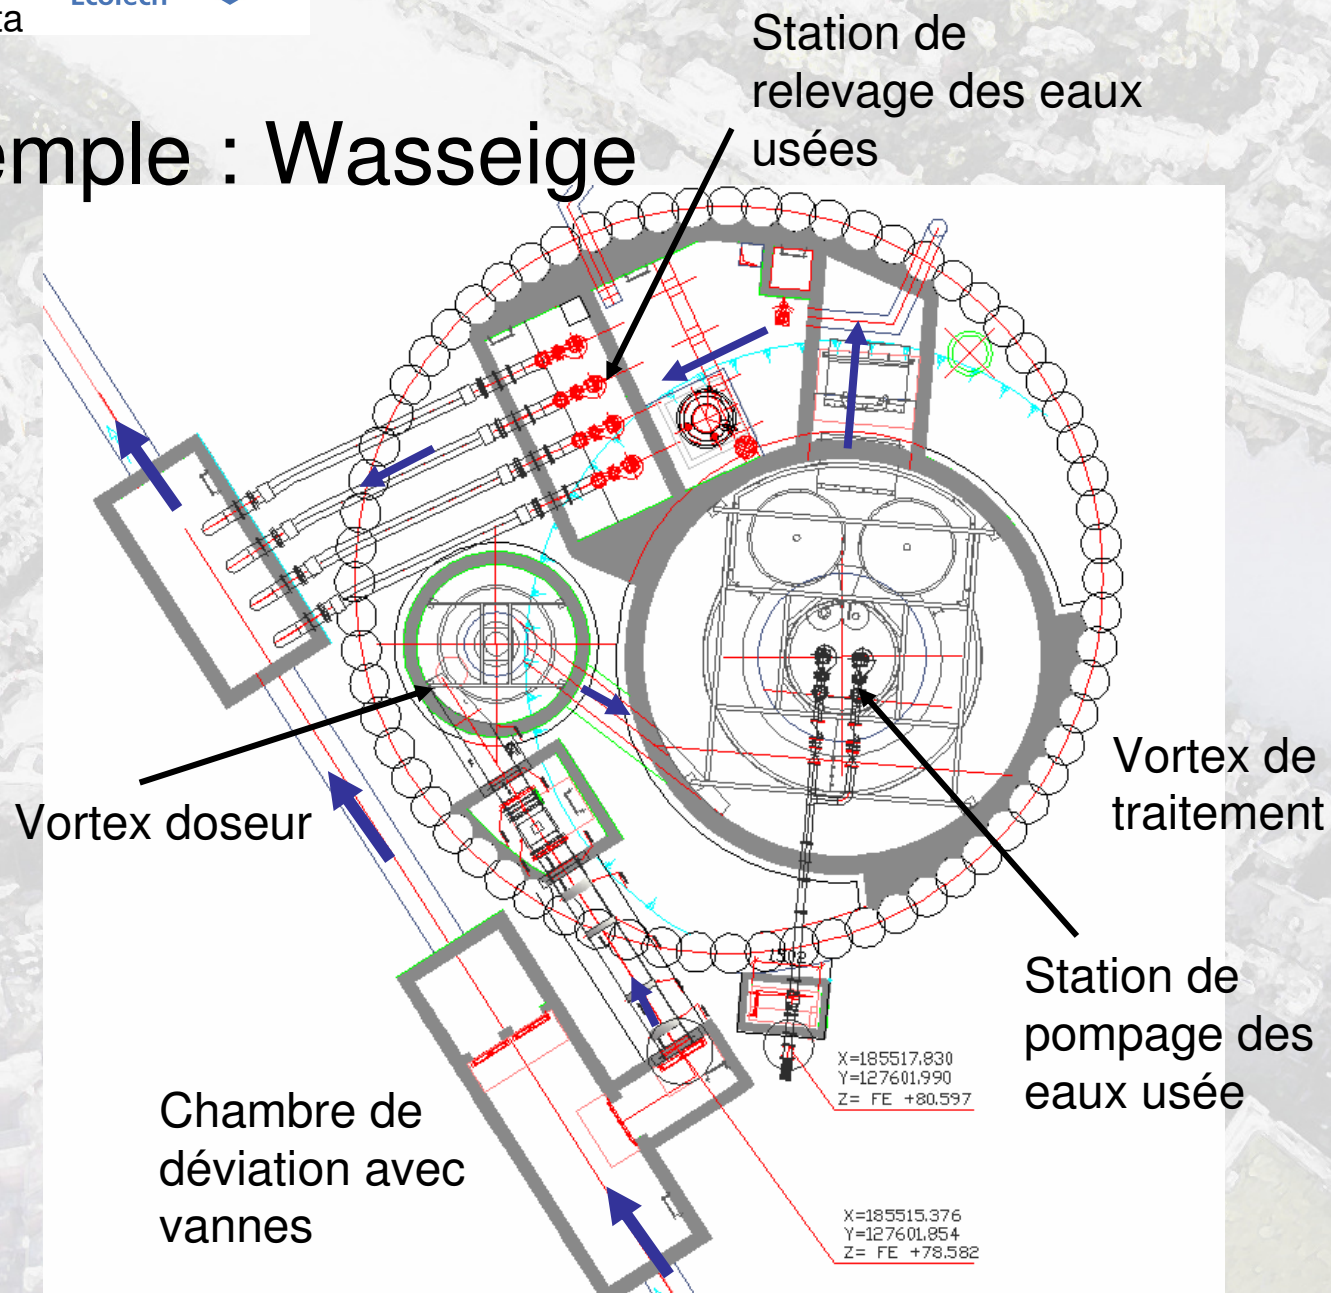 Ecotech
ta
Station de
relevage des eaux
usées
emple : Wasseige
Vortex de
traitement
Vortex doseur
Station de
pompage des
eaux usée
X=185517.830
Y=127601.990
Z= FE +80.597
Chambre de
déviation avec
vannes
X=185515.376
Y=127601.854
Z= FE +78.582